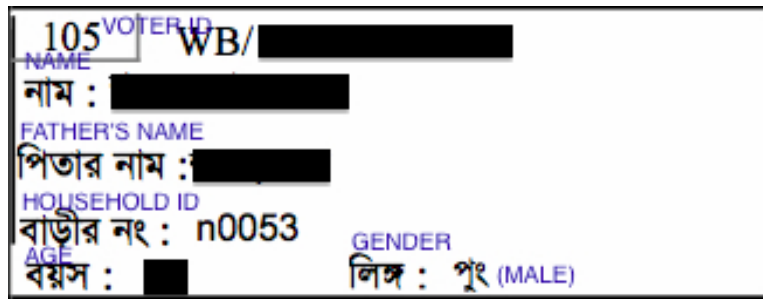 105 VOTER ID WB/
NAME
নাম :
FATHER'S NAME
পিতার নাম :
HOUSEHOLD ID
বাড়ীর নং : n0053
AGE GENDER
বয়স : লিঙ্গ : পুং (MALE)